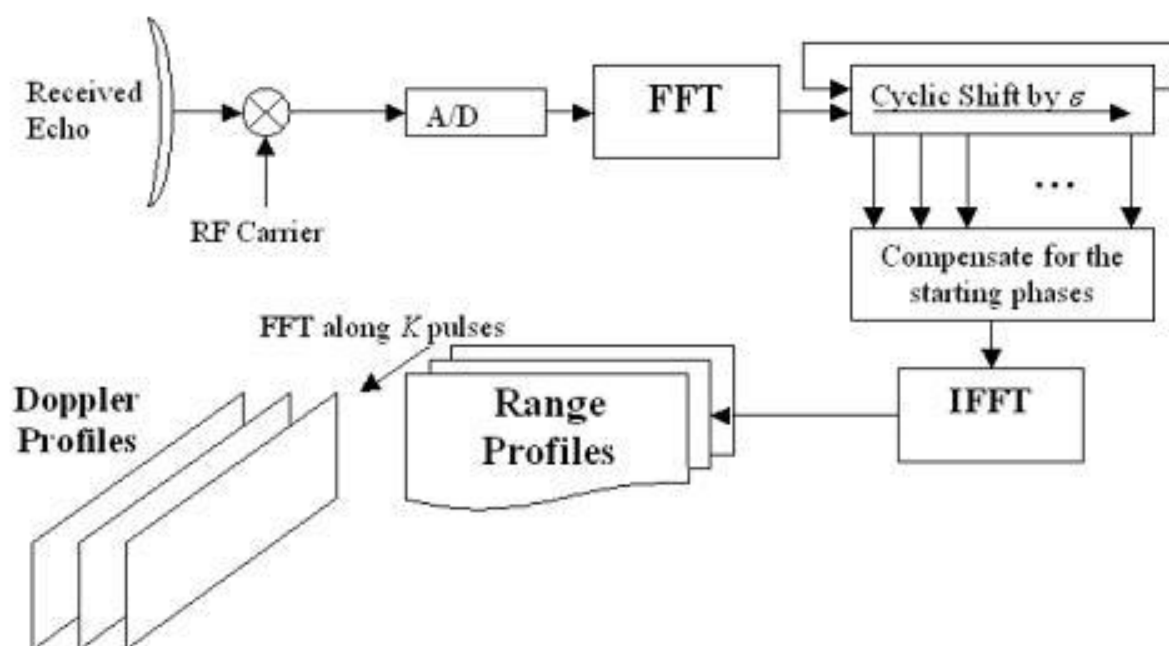 Received
Echo
RF Carrier
A/D
FFT
Cyclic Shift by ε
...
Compensate for the
starting phases
IFFT
Range
Profiles
FFT along K pulses
Doppler
Profiles